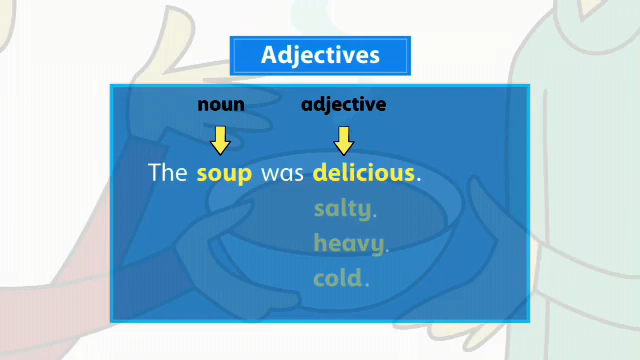 Adjectives
noun adjective
The soup was delicious.
salty.
heavy.
cold.